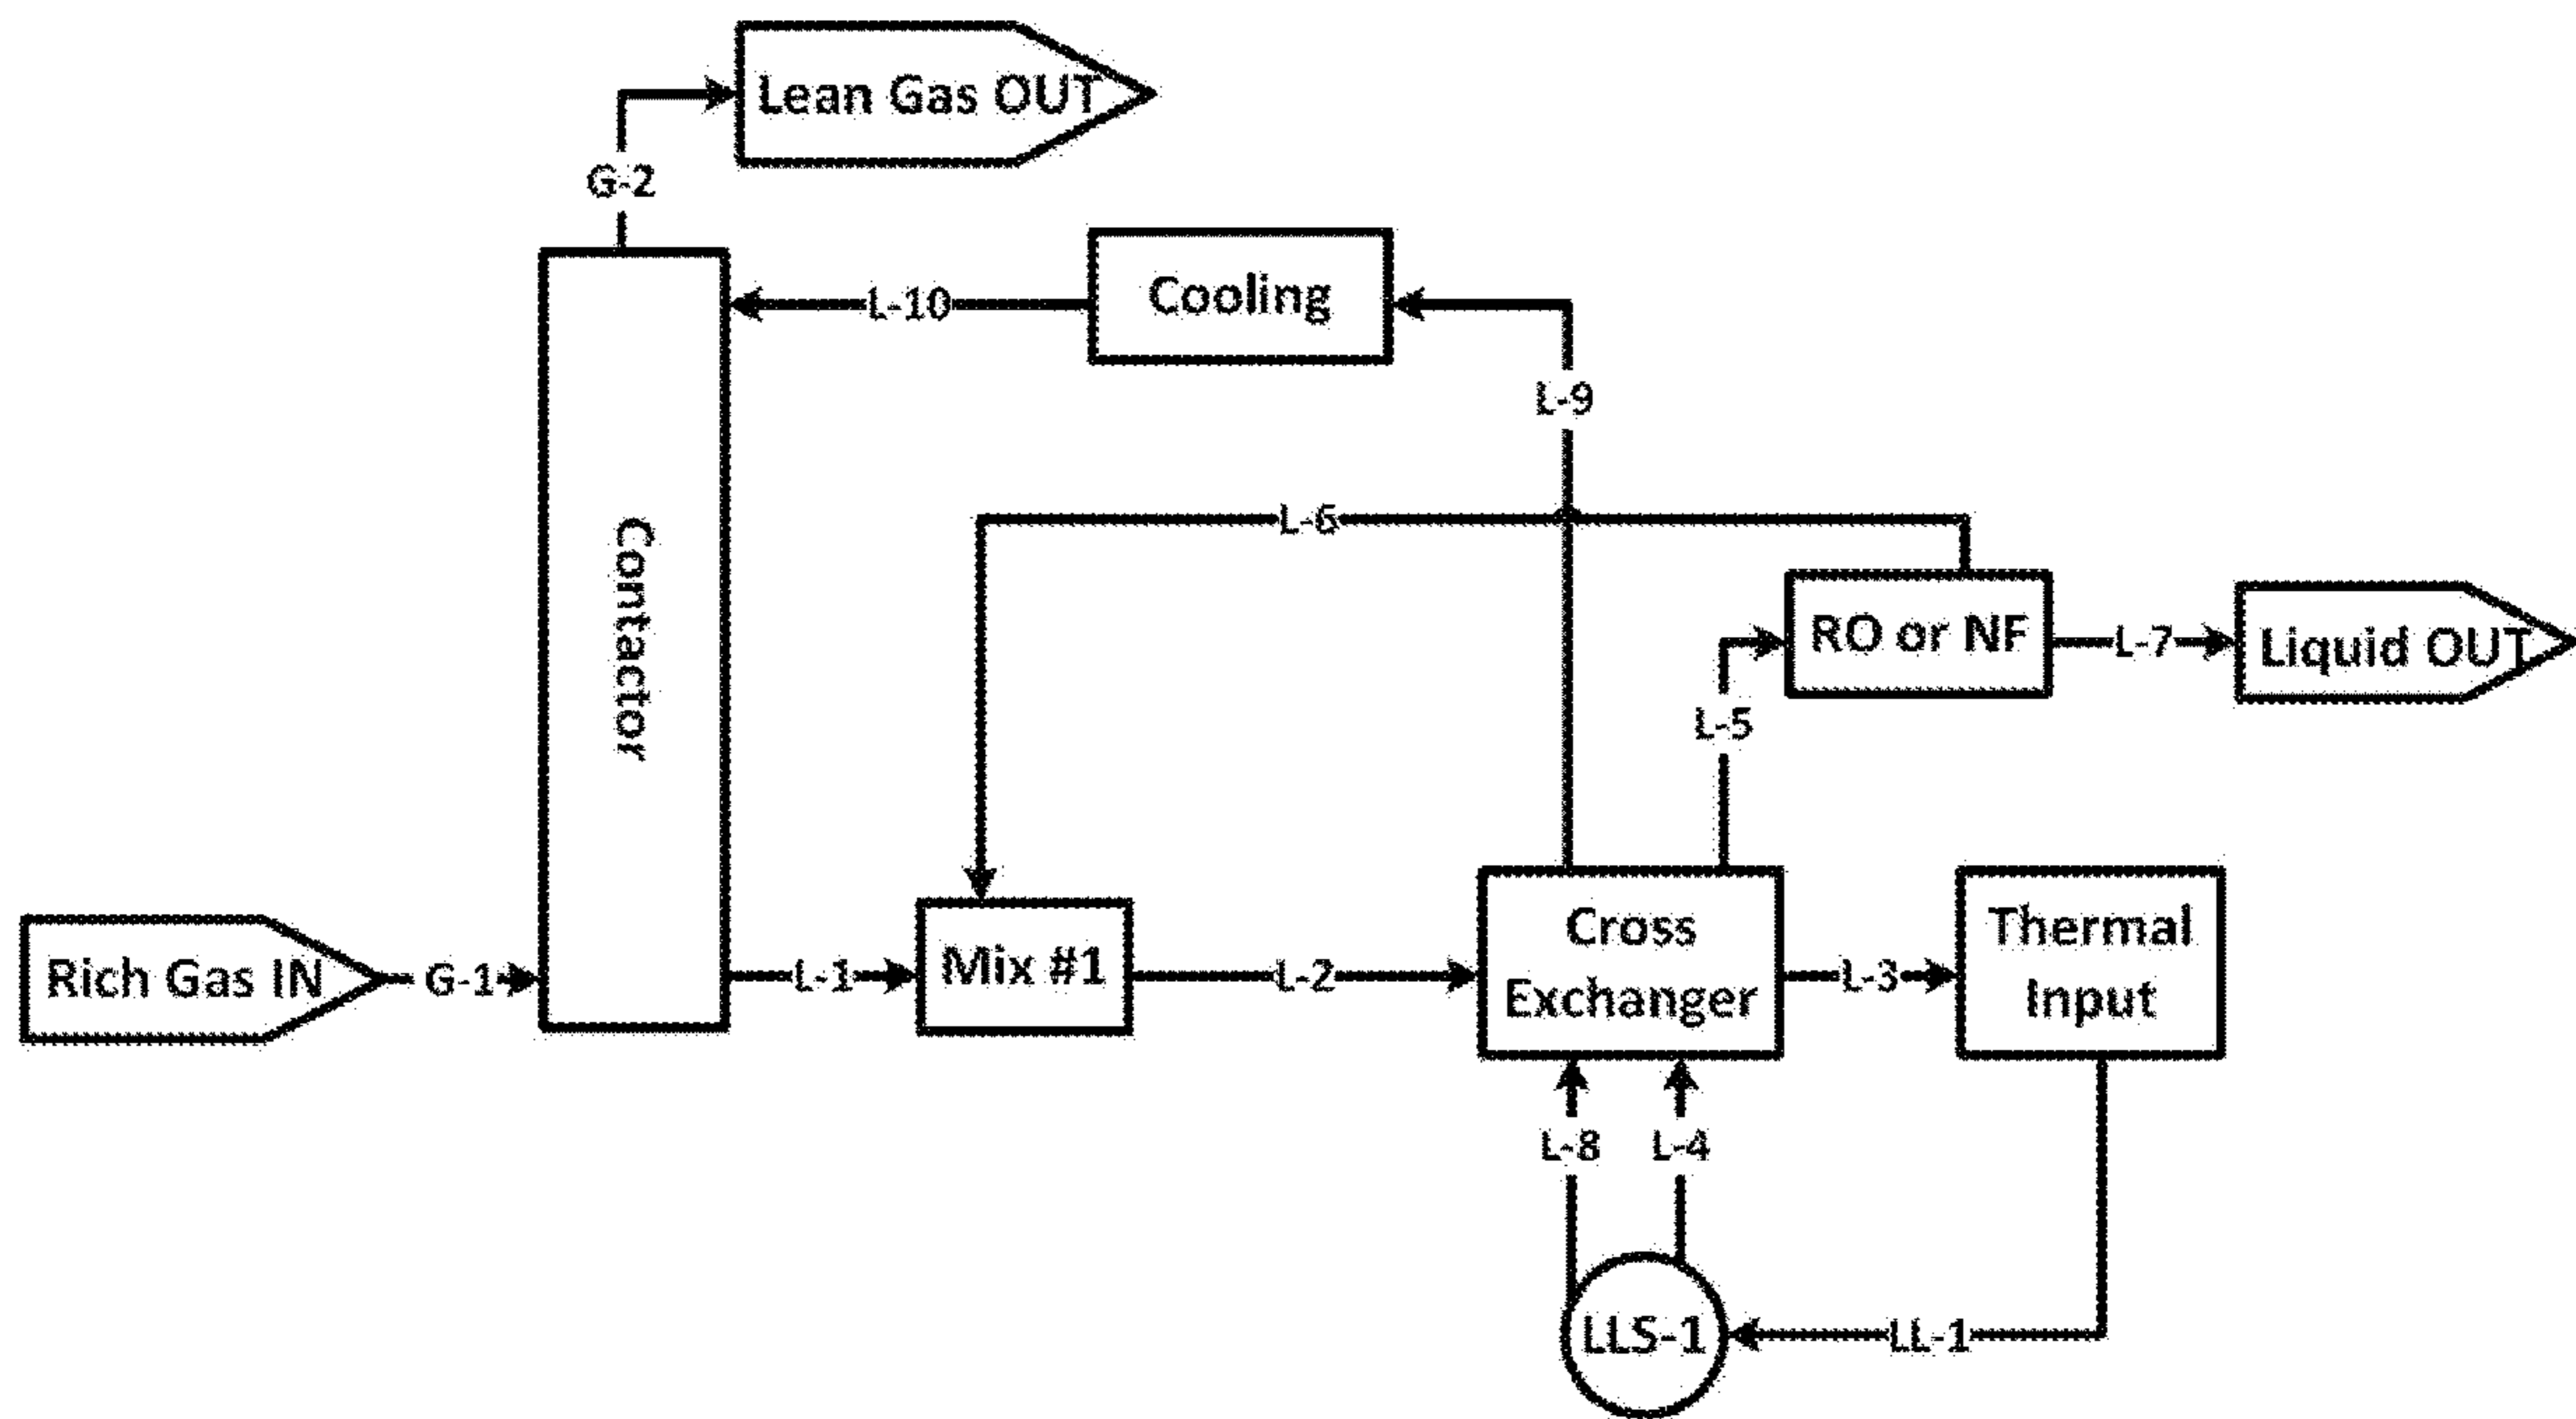 Lean Gas OUT
G-2
Cooling
L-10
L-9
L-6
Contactor
RO or NF
L-7
Liquid OUT
L-5
Rich Gas IN
G-1
L-1
Mix #1
L-2
Cross
Exchanger
L-3
Thermal
Input
L-8
L-4
LLS-1
LL-1